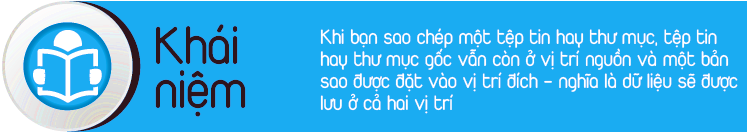 Khái
niệm
Khi bạn sao chép một tệp tin hay thư mục, tệp tin
hay thư mục gốc vẫn còn ở vị trí nguồn và một bản
sao được đặt vào vị trí đích – nghĩa là dữ liệu sẽ được
lưu ở cả hai vị trí